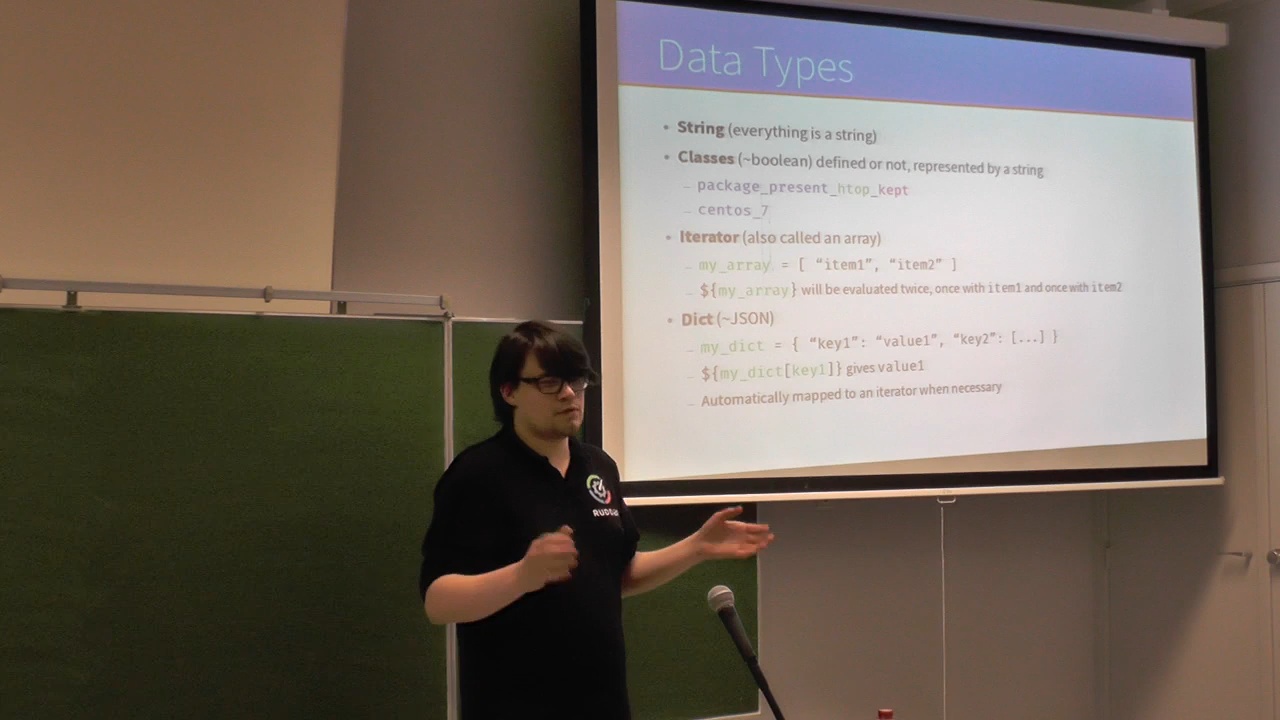 Data Types
• String (everything is a string)
• Classes (~boolean) defined or not, represented by a string
– package_present_htop_kept
– centos_7
• Iterator (also called an array)
– my_array = [ “item1”, “item2” ]
– ${my_array} will be evaluated twice, once with item1 and once with item2
• Dict (~JSON)
– my_dict = { “key1”: “value1”, “key2”: [...] }
– ${my_dict[key1]} gives value1
– Automatically mapped to an iterator when necessary